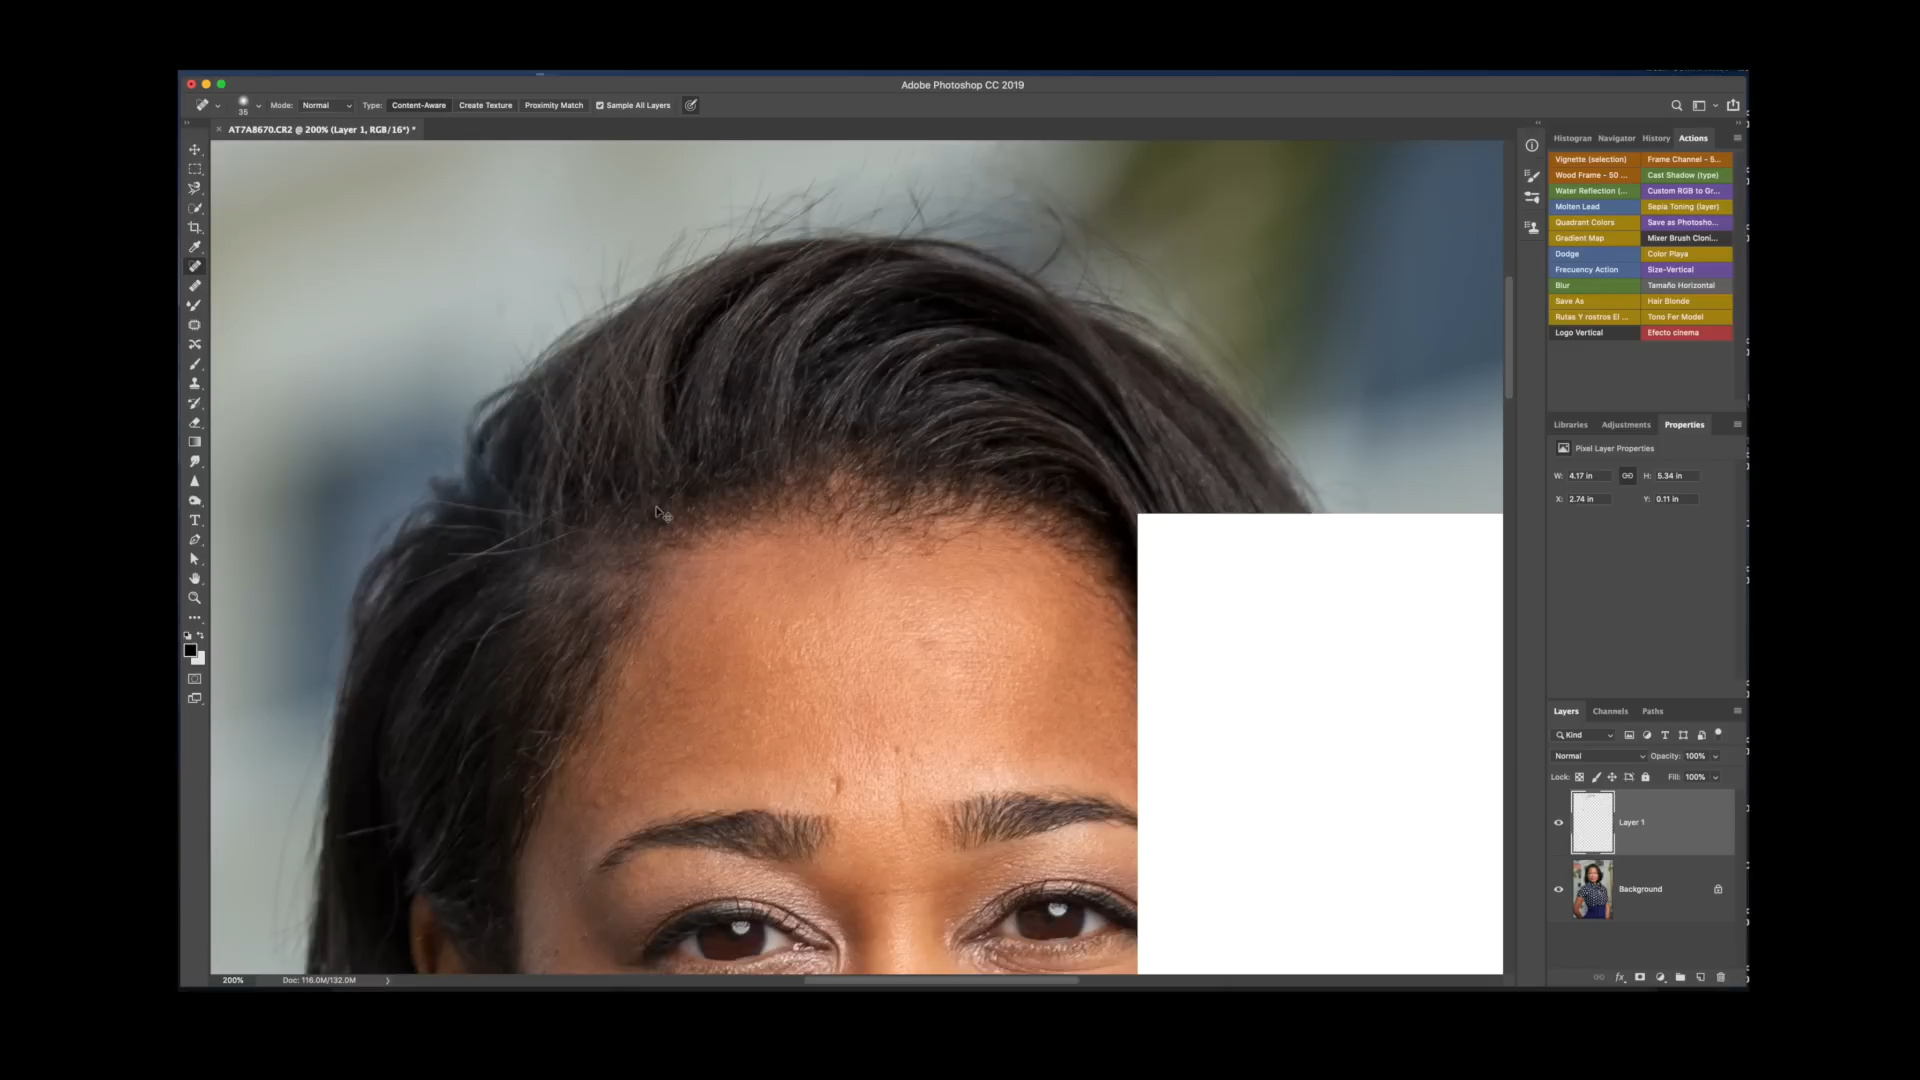 Adobe Photoshop CC 2019
35 Mode: Normal Type: Content-Aware Create Texture Proximity Match Sample All Layers
× AT7A8670.CR2 @ 200% (Layer 1, RGB/16*) *
Histogran Navigator History Actions
Vignette (selection) Frame Channel - 5...
Wood Frame - 50 ... Cast Shadow (type)
Water Reflection (... Custom RGB to Gr...
Molten Lead Sepia Toning (layer)
Quadrant Colors Save as Photosho...
Gradient Map Mixer Brush Cloni...
Dodge Color Playa
Frecuency Action Size-Vertical
Blur Tamaño Horizontal
Save As Hair Blonde
Rutas Y rostros El ... Tono Fer Model
Logo Vertical Efecto cinema
Libraries Adjustments Properties
Pixel Layer Properties
W: 4.17 in H: 5.34 in
X: 2.74 in Y: 0.11 in
Layers Channels Paths
Kind
Normal Opacity: 100%
Lock: Fill: 100%
Layer 1
Background
200% Doc: 116.0M/132.0M